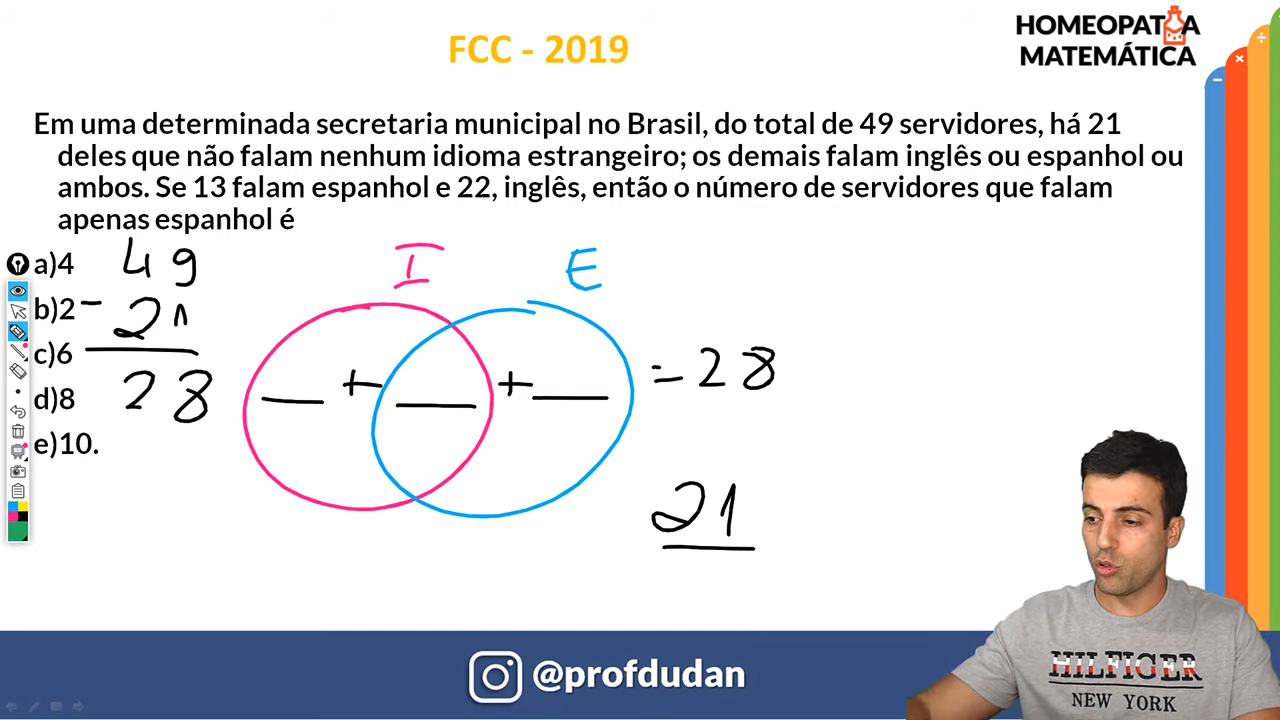 FCC - 2019
HOMEOPATIA
MATEMÁTICA
Em uma determinada secretaria municipal no Brasil, do total de 49 servidores, há 21
deles que não falam nenhum idioma estrangeiro; os demais falam inglês ou espanhol ou
ambos. Se 13 falam espanhol e 22, inglês, então o número de servidores que falam
apenas espanhol é
a)4
b)2
c)6
d)8
e)10.
49
- 21
28
I E
__ + __ + __ = 28
21
HILFIGER
NEW YORK
@profdudan